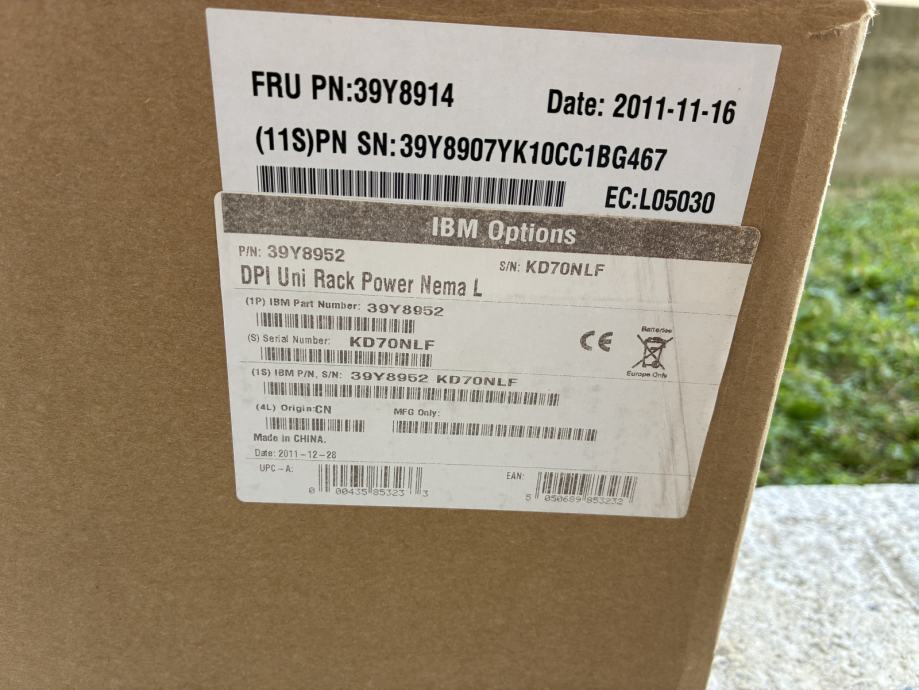 FRU PN:39Y8914
Date: 2011-11-16
(11S)PN SN:39Y8907YK10CC1BG467
EC:L05030
IBM Options
P/N: 39Y8952
S/N: KD70NLF
DPI Uni Rack Power Nema L
(1P) IBM Part Number: 39Y8952
(S) Serial Number: KD70NLF
(1S) IBM P/N, S/N: 39Y8952 KD70NLF
CE
Batteries
Europe Only
(4L) Origin:CN
MFG Only:
Made in CHINA.
Date: 2011-12-28
UPC-A:
0 00435 85323 3
EAN:
5 050689 853232